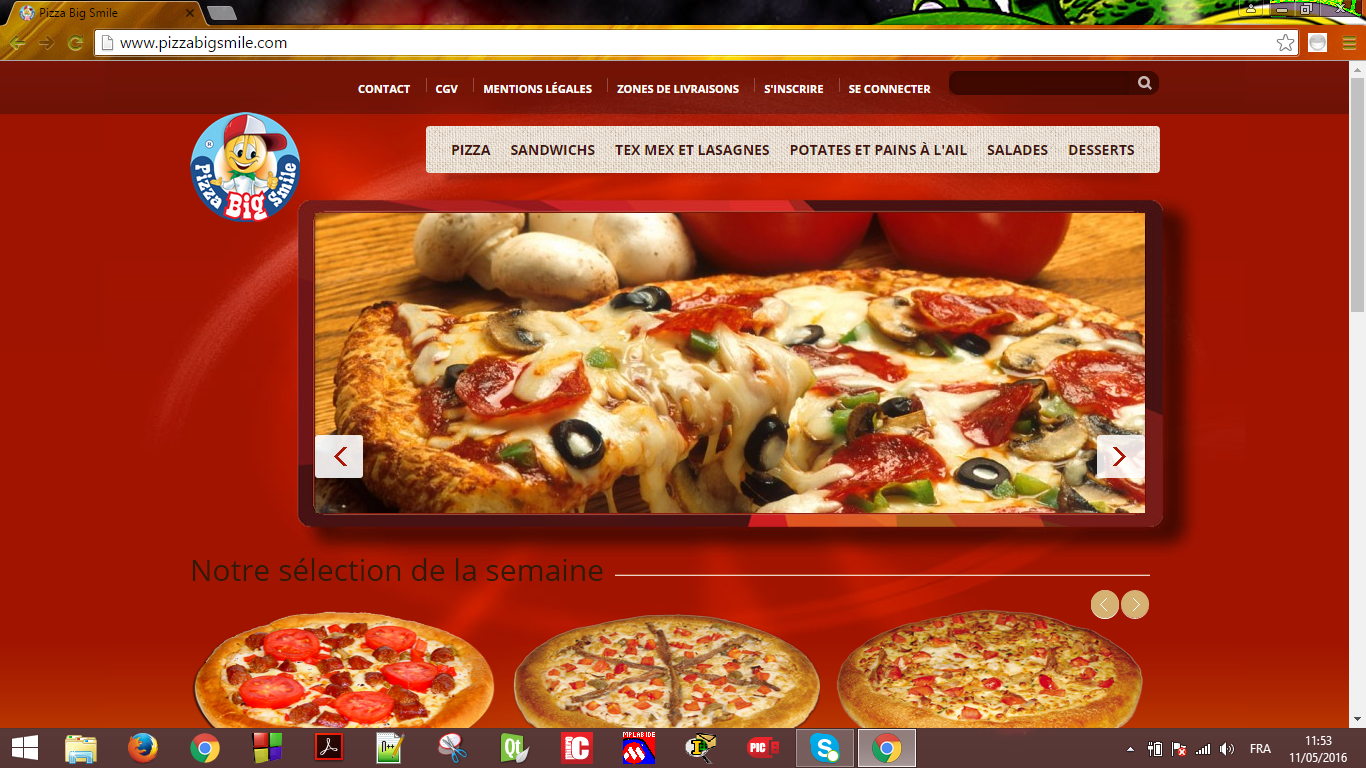 Pizza Big Smile
www.pizzabigsmile.com
CONTACT CGV MENTIONS LÉGALES ZONES DE LIVRAISONS S'INSCRIRE SE CONNECTER
Pizza Big Smile
PIZZA SANDWICHS TEX MEX ET LASAGNES POTATES ET PAINS À L'AIL SALADES DESSERTS
Notre sélection de la semaine
MPLAB IDE
N++
Qt
C
PIC
S
FRA
11:53
11/05/2016